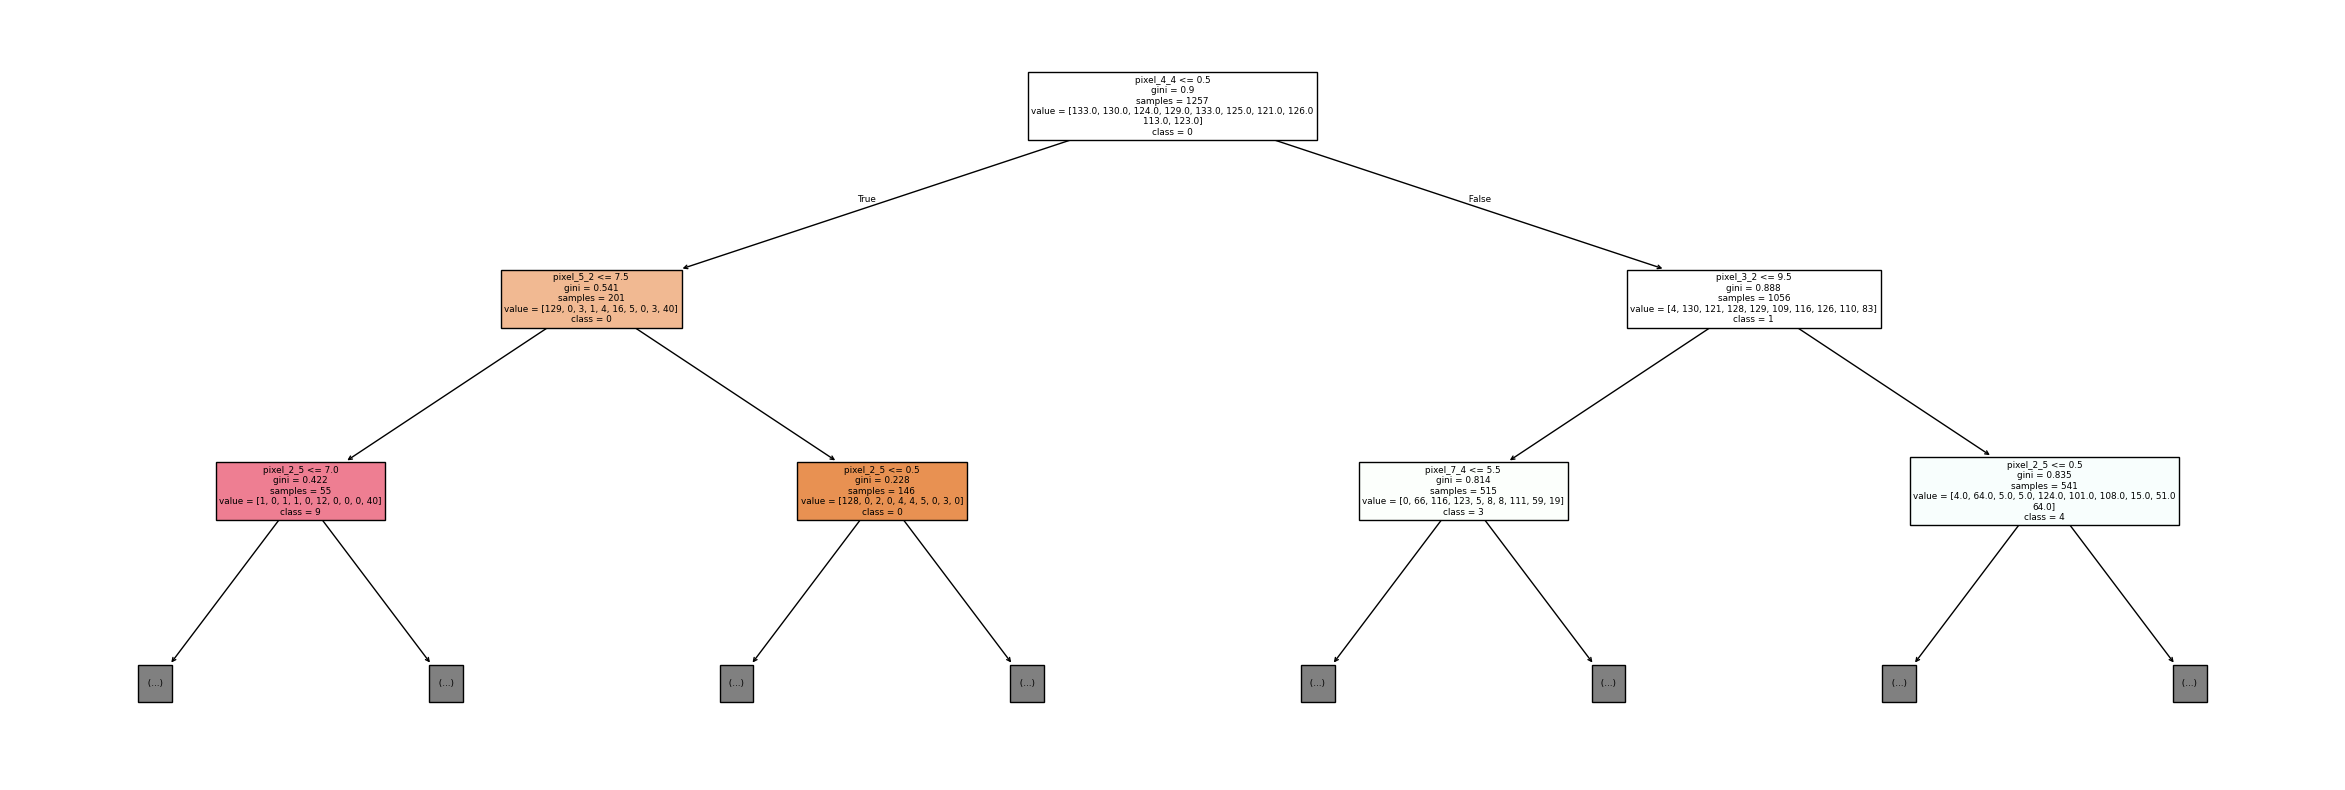 pixel_4_4 <= 0.5
gini = 0.9
samples = 1257
value = [133.0, 130.0, 124.0, 129.0, 133.0, 125.0, 121.0, 126.0
113.0, 123.0]
class = 0
True
False
pixel_5_2 <= 7.5
gini = 0.541
samples = 201
value = [129, 0, 3, 1, 4, 16, 5, 0, 3, 40]
class = 0
pixel_3_2 <= 9.5
gini = 0.888
samples = 1056
value = [4, 130, 121, 128, 129, 109, 116, 126, 110, 83]
class = 1
pixel_2_5 <= 7.0
gini = 0.422
samples = 55
value = [1, 0, 1, 1, 0, 12, 0, 0, 0, 40]
class = 9
pixel_2_5 <= 0.5
gini = 0.228
samples = 146
value = [128, 0, 2, 0, 4, 4, 5, 0, 3, 0]
class = 0
pixel_7_4 <= 5.5
gini = 0.814
samples = 515
value = [0, 66, 116, 123, 5, 8, 8, 111, 59, 19]
class = 3
pixel_2_5 <= 0.5
gini = 0.835
samples = 541
value = [4.0, 64.0, 5.0, 5.0, 124.0, 101.0, 108.0, 15.0, 51.0
64.0]
class = 4
(...)
(...)
(...)
(...)
(...)
(...)
(...)
(...)